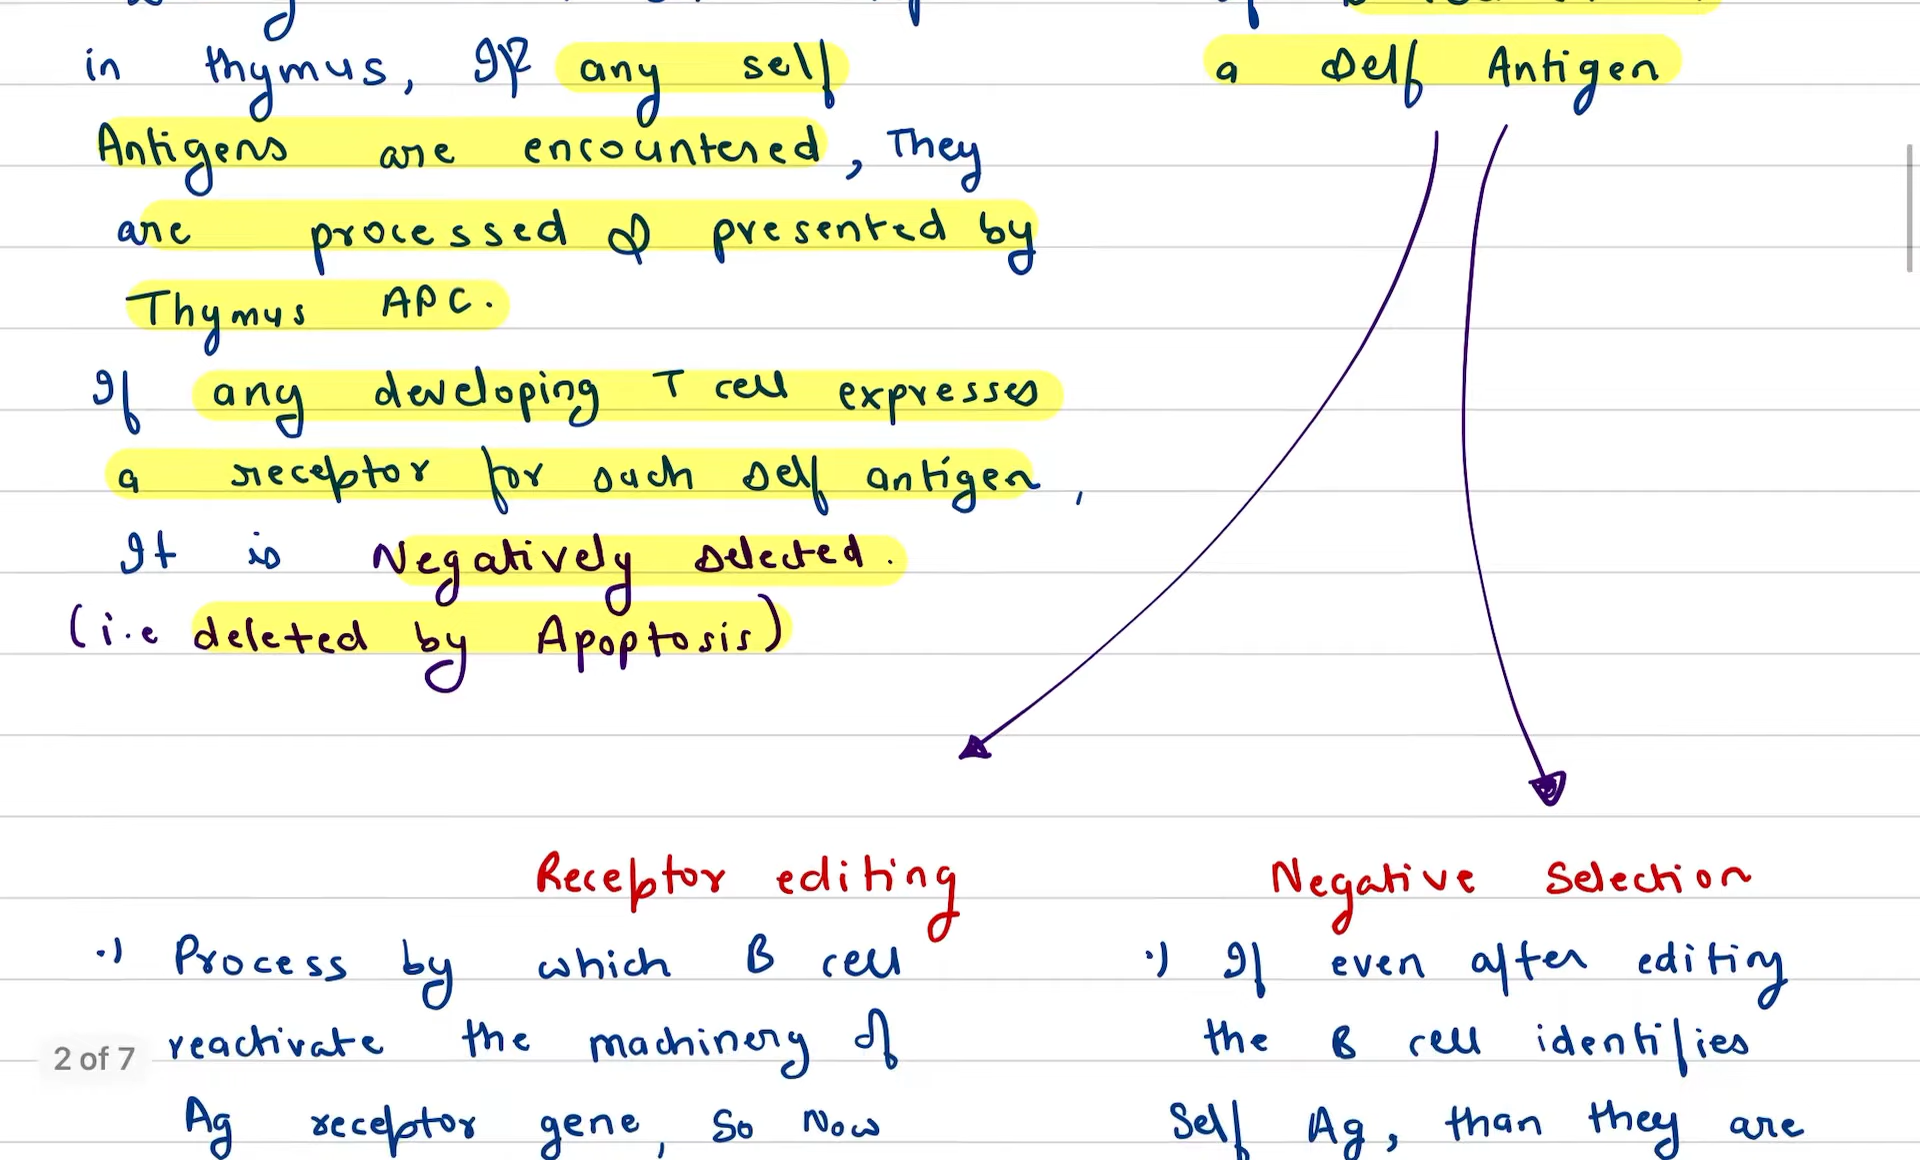 in thymus, If any self
Antigens are encountered, They
are processed & presented by
Thymus APC.
If any developing T cell expresses
a receptor for such self antigen,
It is Negatively selected.
(i.e deleted by Apoptosis)
a self Antigen
Receptor editing
·) Process by which B cell
reactivate the machinery of
Ag receptor gene, So Now
Negative Selection
·) If even after editing
the B cell identifies
Self Ag, than they are
2 of 7